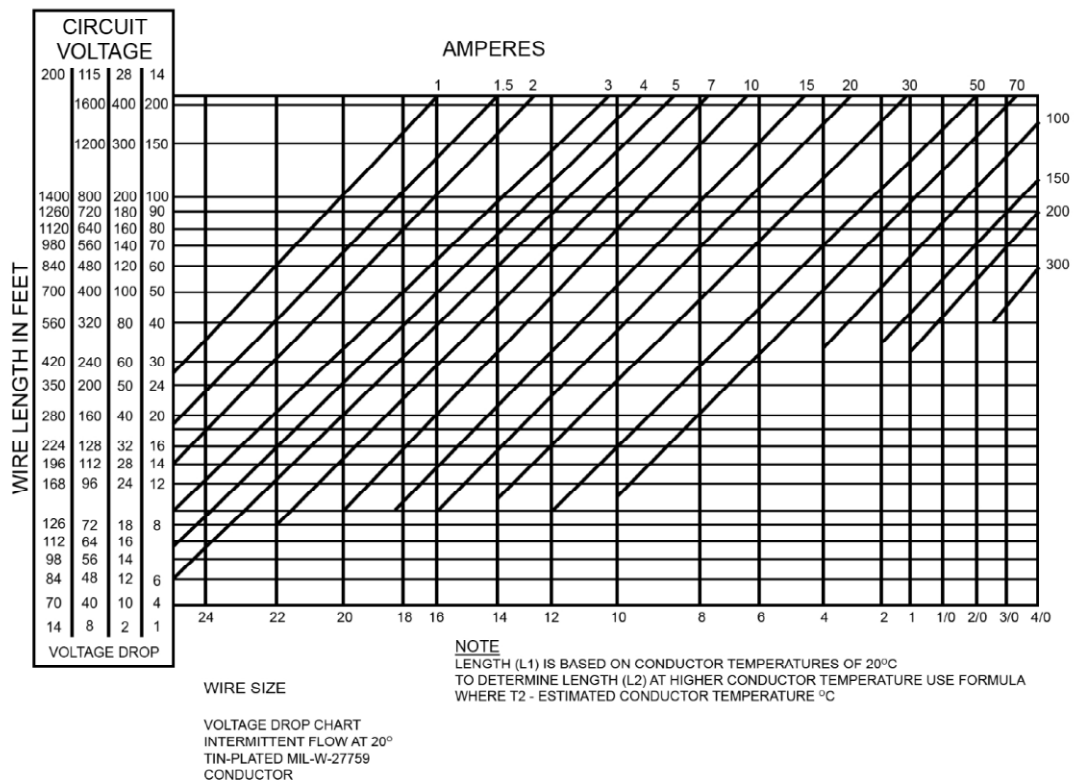 CIRCUIT
VOLTAGE
AMPERES
200 115 28 14
1 1.5 2 3 4 5 7 10 15 20 30 50 70
1600 400 200
100
1200 300 150
150
1400 800 200 100
1260 720 180 90
200
1120 640 160 80
980 560 140 70
840 480 120 60
300
700 400 100 50
560 320 80 40
420 240 60 30
350 200 50 24
280 160 40 20
224 128 32 16
196 112 28 14
168 96 24 12
126 72 18 8
112 64 16
98 56 14
84 48 12 6
70 40 10 4
14 8 2 1
WIRE LENGTH IN FEET
24 22 20 18 16 14 12 10 8 6 4 2 1 1/0 2/0 3/0 4/0
VOLTAGE DROP
NOTE
LENGTH (L1) IS BASED ON CONDUCTOR TEMPERATURES OF 20°C
TO DETERMINE LENGTH (L2) AT HIGHER CONDUCTOR TEMPERATURE USE FORMULA
WHERE T2 - ESTIMATED CONDUCTOR TEMPERATURE °C
WIRE SIZE
VOLTAGE DROP CHART
INTERMITTENT FLOW AT 20°
TIN-PLATED MIL-W-27759
CONDUCTOR